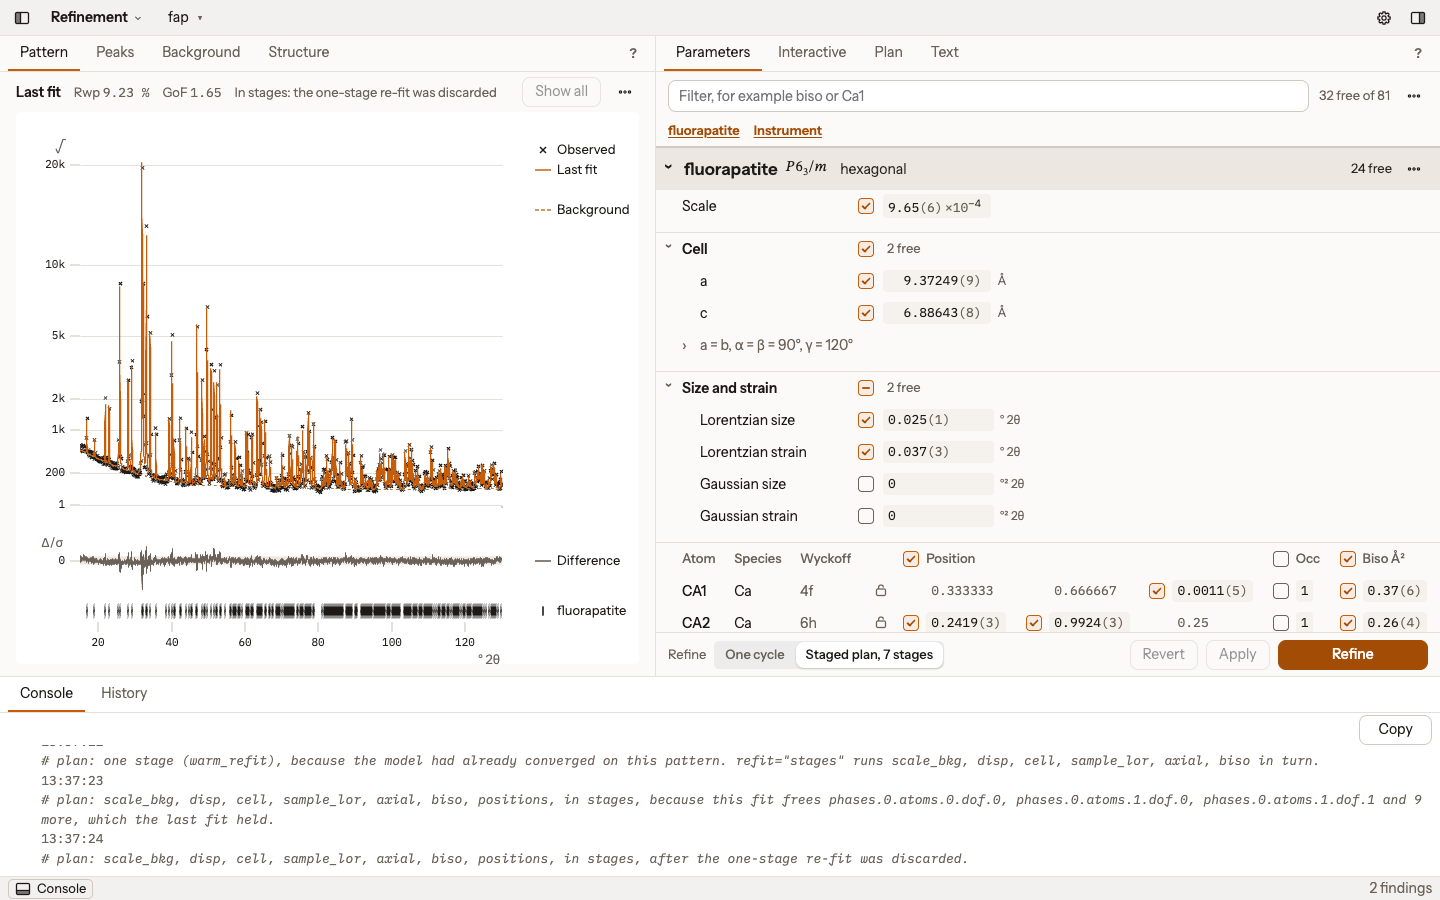 Refinement
fap
Pattern Peaks Background Structure ?
Parameters Interactive Plan Text ?
Last fit Rwp 9.23 % GoF 1.65 In stages: the one-stage re-fit was discarded Show all
Filter, for example biso or Ca1 32 free of 81
fluorapatite Instrument
√
20k
10k
5k
2k
1k
200
1
Δ/σ
0
20 40 60 80 100 120
° 2θ
Observed
Last fit
Background
Difference
fluorapatite
fluorapatite P6₃/m hexagonal 24 free
Scale 9.65(6) ×10⁻⁴
Cell 2 free
a 9.37249(9) Å
c 6.88643(8) Å
a = b, α = β = 90°, γ = 120°
Size and strain 2 free
Lorentzian size 0.025(1) ° 2θ
Lorentzian strain 0.037(3) ° 2θ
Gaussian size 0 °² 2θ
Gaussian strain 0 °² 2θ
Atom Species Wyckoff Position Occ Biso Å²
CA1 Ca 4f 0.333333 0.666667 0.0011(5) 1 0.37(6)
CA2 Ca 6h 0.2419(3) 0.9924(3) 0.25 1 0.26(4)
Refine One cycle Staged plan, 7 stages Revert Apply Refine
Console History
Copy
# plan: one stage (warm_refit), because the model had already converged on this pattern. refit="stages" runs scale_bkg, disp, cell, sample_lor, axial, biso in turn.
13:37:23
# plan: scale_bkg, disp, cell, sample_lor, axial, biso, positions, in stages, because this fit frees phases.0.atoms.0.dof.0, phases.0.atoms.1.dof.0, phases.0.atoms.1.dof.1 and 9
more, which the last fit held.
13:37:24
# plan: scale_bkg, disp, cell, sample_lor, axial, biso, positions, in stages, after the one-stage re-fit was discarded.
Console 2 findings